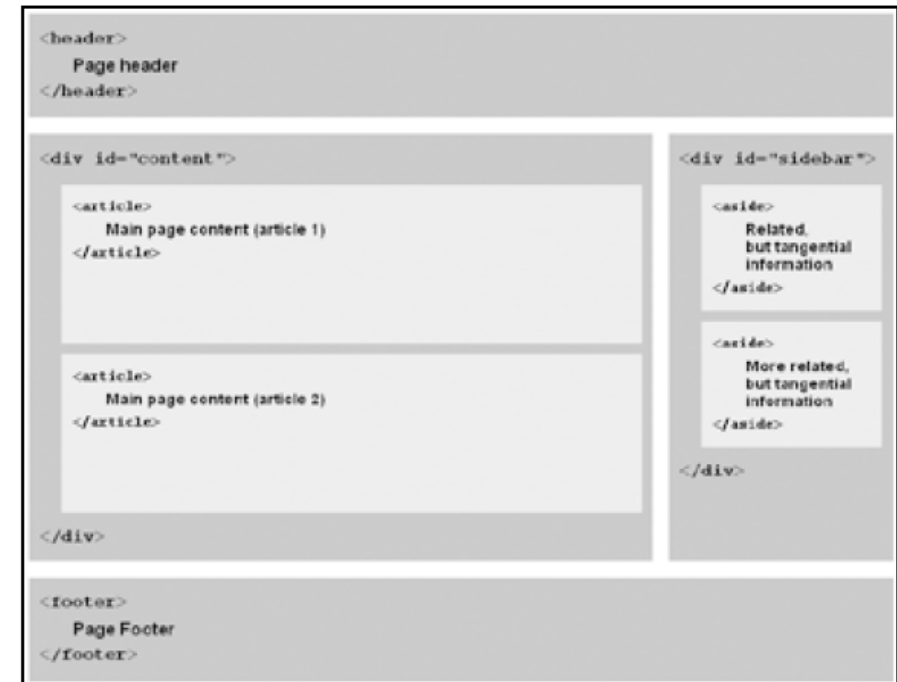 <header>
Page header
</header>
<div id="content">
<article>
Main page content (article 1)
</article>
<article>
Main page content (article 2)
</article>
</div>
<div id="sidebar">
<aside>
Related,
but tangential
information
</aside>
<aside>
More related,
but tangential
information
</aside>
</div>
<footer>
Page Footer
</footer>